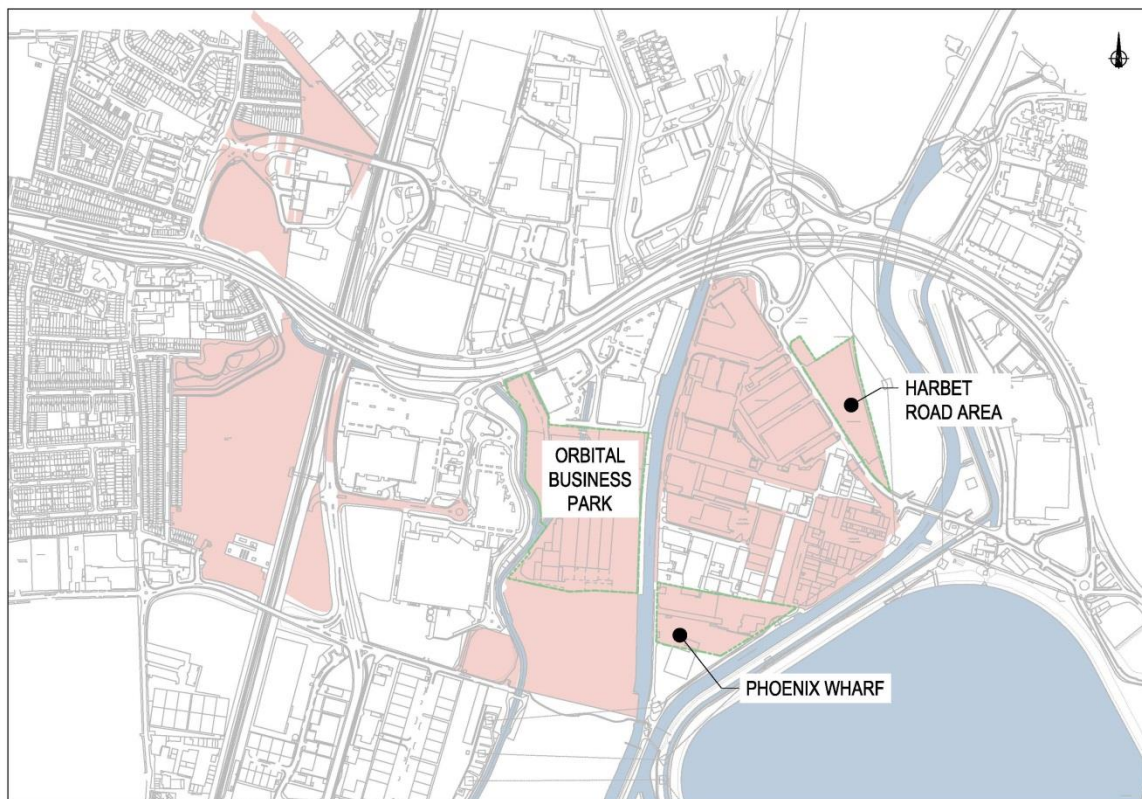 HARBET
ROAD AREA
ORBITAL
BUSINESS
PARK
PHOENIX WHARF